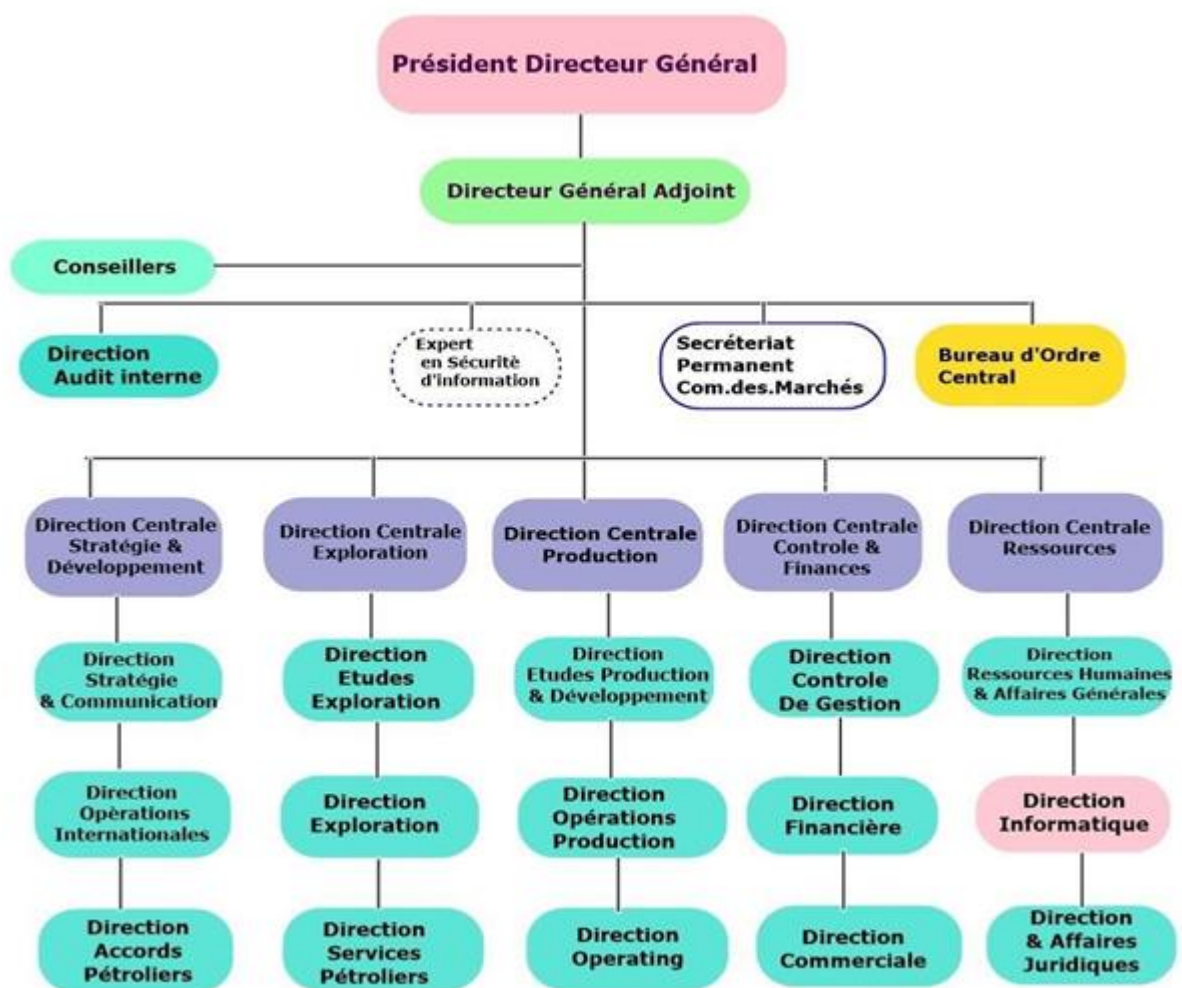 Président Directeur Général
Directeur Général Adjoint
Conseillers
Direction
Audit interne
Expert
en Sécuritè
d'information
Secréteriat
Permanent
Com.des.Marchés
Bureau d'Ordre
Central
Direction Centrale
Stratégie &
Développement
Direction Centrale
Exploration
Direction Centrale
Production
Direction Centrale
Controle &
Finances
Direction Centrale
Ressources
Direction
Stratégie
& Communication
Direction
Etudes
Exploration
Direction
Etudes Production
& Développement
Direction
Controle
De Gestion
Direction
Ressources Humaines
& Affaires Générales
Direction
Opèrations
Internationales
Direction
Exploration
Direction
Opérations
Production
Direction
Financière
Direction
Informatique
Direction
Accords
Pétroliers
Direction
Services
Pétroliers
Direction
Operating
Direction
Commerciale
Direction
& Affaires
Juridiques